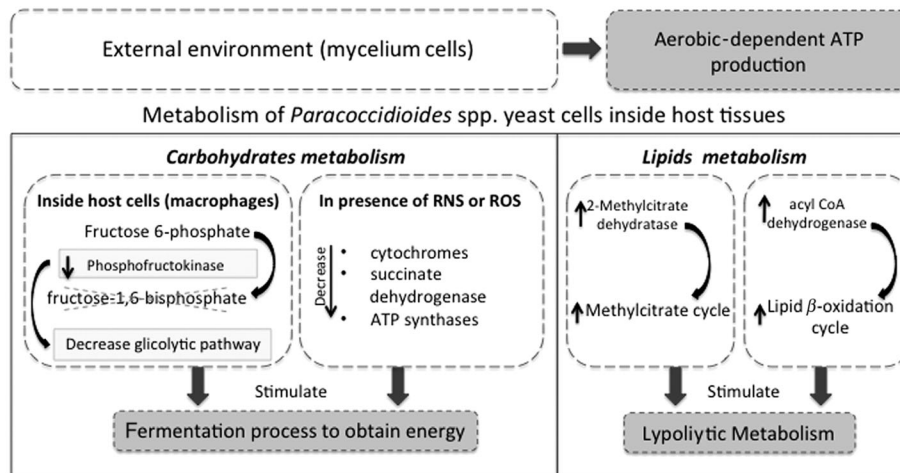 External environment (mycelium cells)
Aerobic-dependent ATP
production
Metabolism of Paracoccidioides spp. yeast cells inside host tissues
Carbohydrates metabolism
Inside host cells (macrophages)
Fructose 6-phosphate
Phosphofructokinase
fructose-1,6-bisphosphate
Decrease glicolytic pathway
In presence of RNS or ROS
Decrease
• cytochromes
• succinate
dehydrogenase
• ATP synthases
Stimulate
Fermentation process to obtain energy
Lipids metabolism
2-Methylcitrate
dehydratase
Methylcitrate cycle
acyl CoA
dehydrogenase
Lipid β-oxidation
cycle
Stimulate
Lypoliytic Metabolism